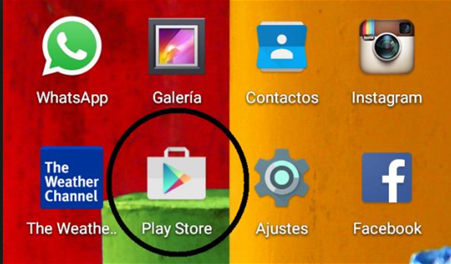 WhatsApp
Galería
Contactos
Instagram
The
Weather
Channel
The Weathe..
Play Store
Ajustes
Facebook